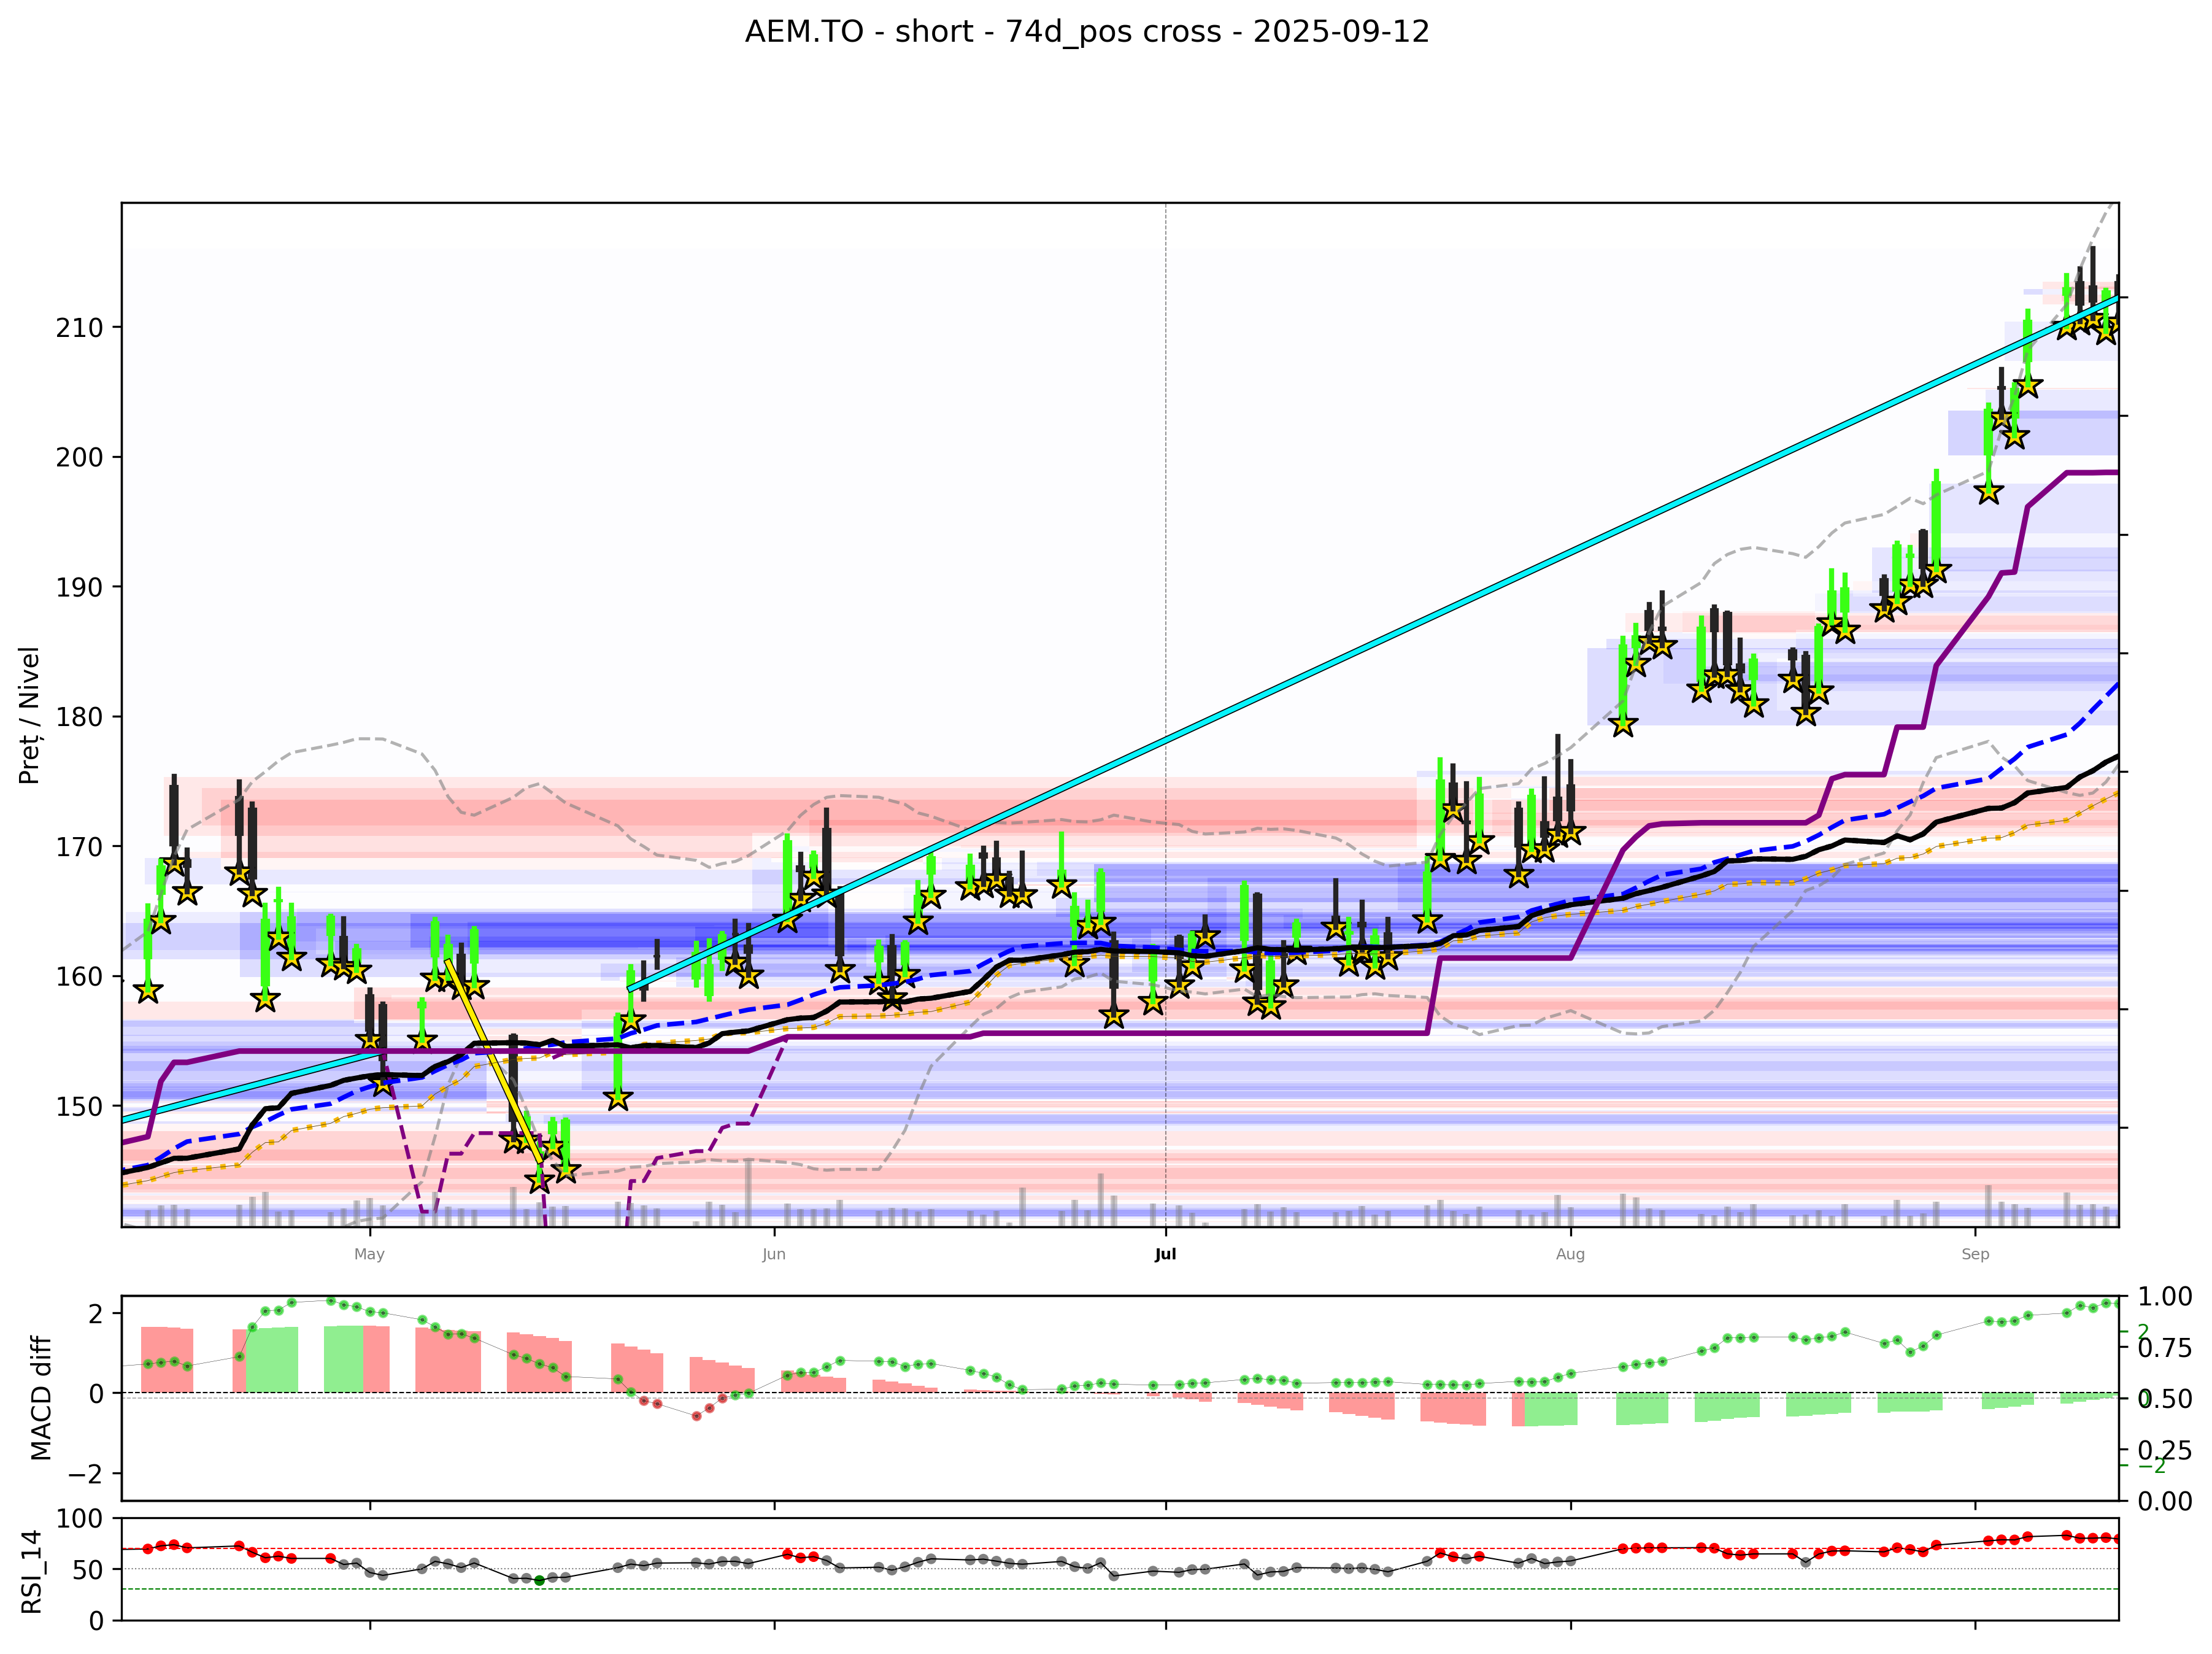 AEM.TO - short - 74d_pos cross - 2025-09-12
Preț / Nivel
210
200
190
180
170
160
150
May
Jun
Jul
Aug
Sep
MACD diff
2
0
−2
1.00
0.75
0.50
0.25
0.00
2
−2
RSI_14
100
50
0